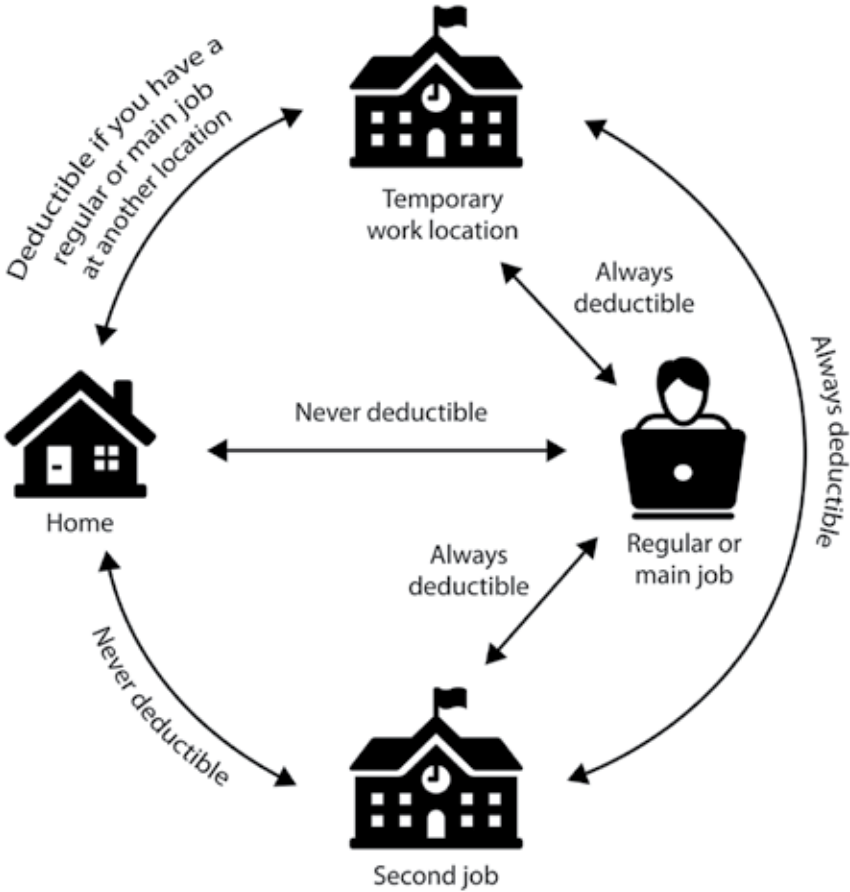 Deductible if you have a
regular or main job
at another location
Temporary
work location
Always
deductible
Always deductible
Never deductible
Home
Regular or
main job
Always
deductible
Never deductible
Second job